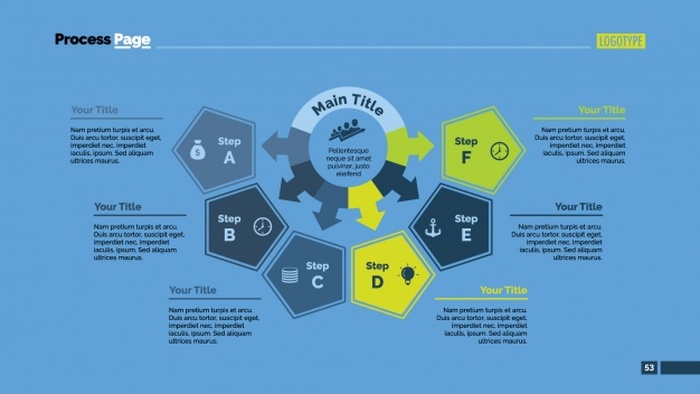 Process Page
LOGOTYPE
Main Title
Pellentesque
neque sit amet
pulvinar, justo
eleifend.
Your Title
Nam pretium turpis et arcu.
Duis arcu tortor, suscipit eget,
imperdiet nec, imperdiet
iaculis, ipsum. Sed aliquam
ultrices maurus.
Step
A
Your Title
Nam pretium turpis et arcu.
Duis arcu tortor, suscipit eget,
imperdiet nec, imperdiet
iaculis, ipsum. Sed aliquam
ultrices maurus.
Step
B
Your Title
Nam pretium turpis et arcu.
Duis arcu tortor, suscipit eget,
imperdiet nec, imperdiet
iaculis, ipsum. Sed aliquam
ultrices maurus.
Step
C
Step
D
Your Title
Nam pretium turpis et arcu.
Duis arcu tortor, suscipit eget,
imperdiet nec, imperdiet
iaculis, ipsum. Sed aliquam
ultrices maurus.
Step
E
Your Title
Nam pretium turpis et arcu.
Duis arcu tortor, suscipit eget,
imperdiet nec, imperdiet
iaculis, ipsum. Sed aliquam
ultrices maurus.
Step
F
Your Title
Nam pretium turpis et arcu.
Duis arcu tortor, suscipit eget,
imperdiet nec, imperdiet
iaculis, ipsum. Sed aliquam
ultrices maurus.
$
53